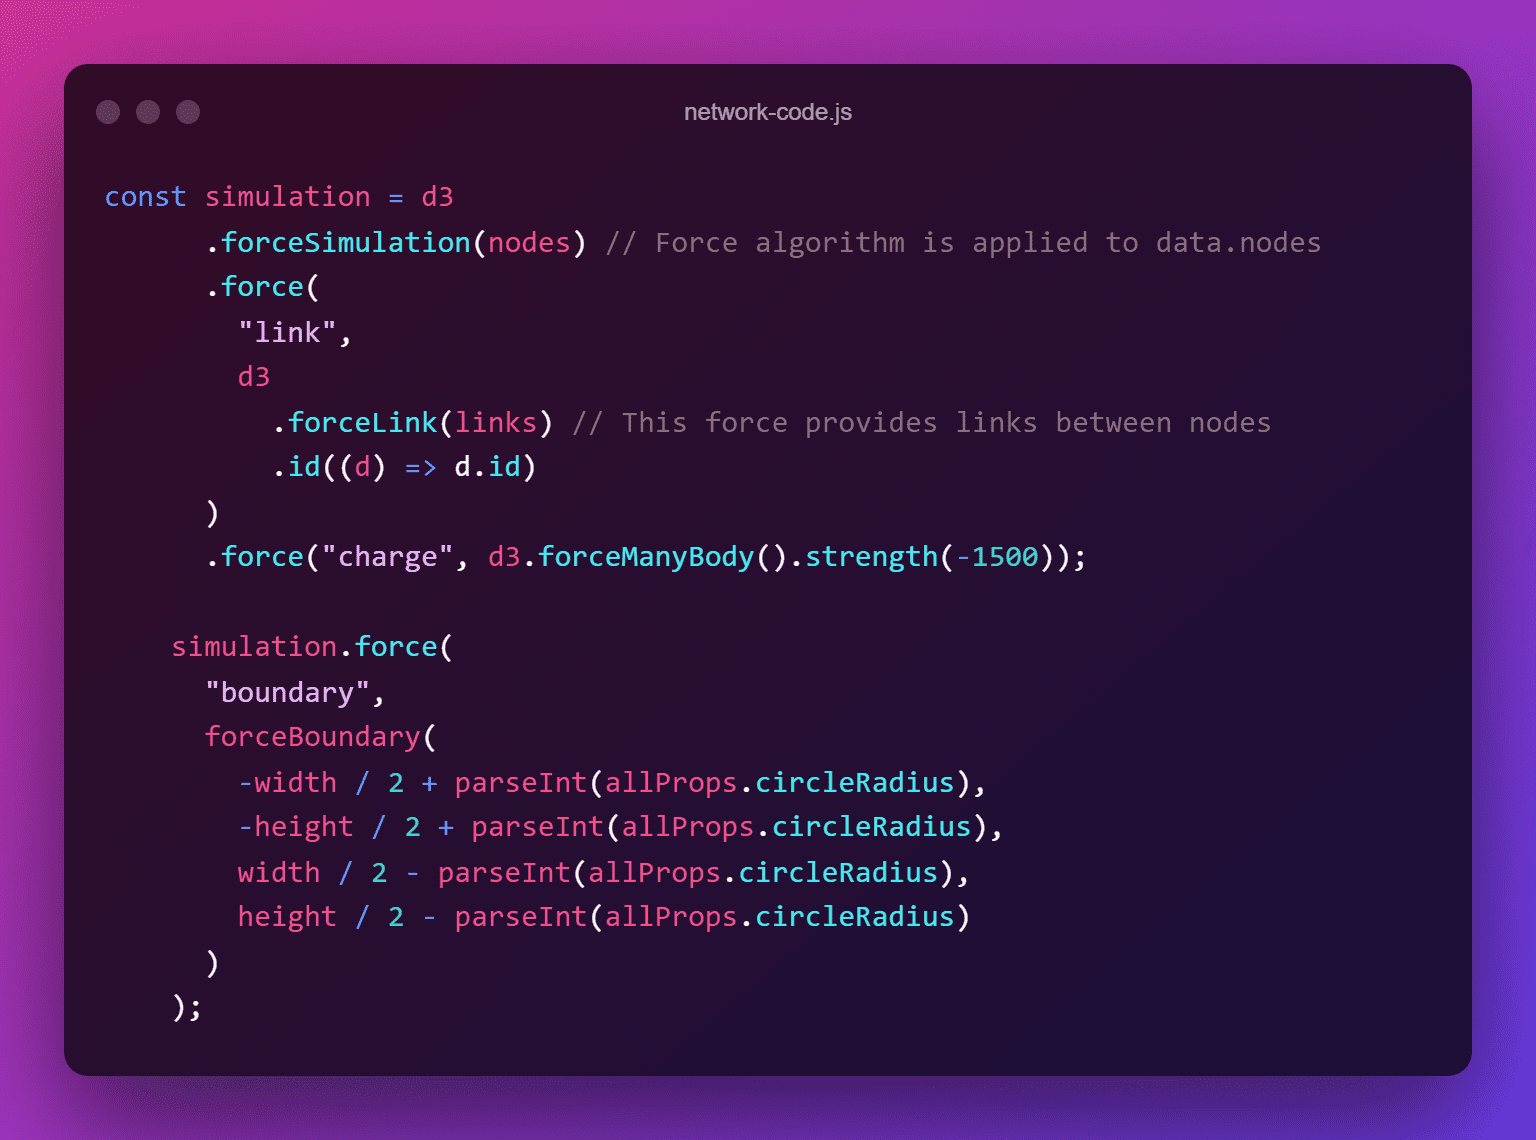 network-code.js
const simulation = d3
.forceSimulation(nodes) // Force algorithm is applied to data.nodes
.force(
"link",
d3
.forceLink(links) // This force provides links between nodes
.id((d) => d.id)
)
.force("charge", d3.forceManyBody().strength(-1500));
simulation.force(
"boundary",
forceBoundary(
-width / 2 + parseInt(allProps.circleRadius),
-height / 2 + parseInt(allProps.circleRadius),
width / 2 - parseInt(allProps.circleRadius),
height / 2 - parseInt(allProps.circleRadius)
)
);